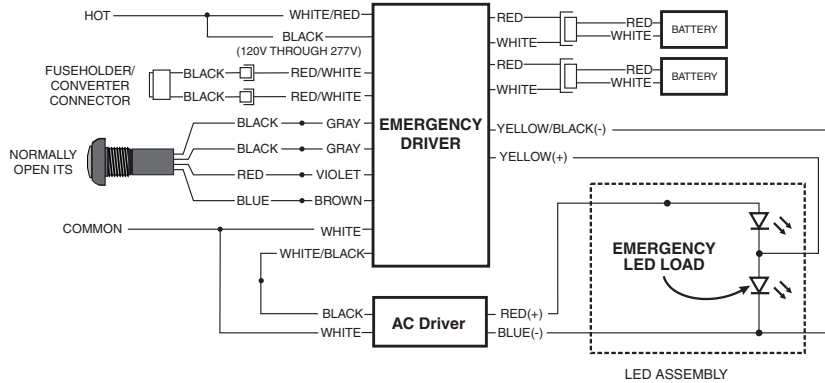 HOT
WHITE/RED
BLACK
(120V THROUGH 277V)
FUSEHOLDER/
CONVERTER
CONNECTOR
BLACK
RED/WHITE
BLACK
RED/WHITE
NORMALLY
OPEN ITS
BLACK
GRAY
BLACK
GRAY
RED
VIOLET
BLUE
BROWN
COMMON
WHITE
WHITE/BLACK
BLACK
WHITE
EMERGENCY
DRIVER
AC Driver
RED
WHITE
RED
WHITE
BATTERY
RED
WHITE
RED
WHITE
BATTERY
YELLOW/BLACK(-)
YELLOW(+)
RED(+)
BLUE(-)
EMERGENCY
LED LOAD
LED ASSEMBLY